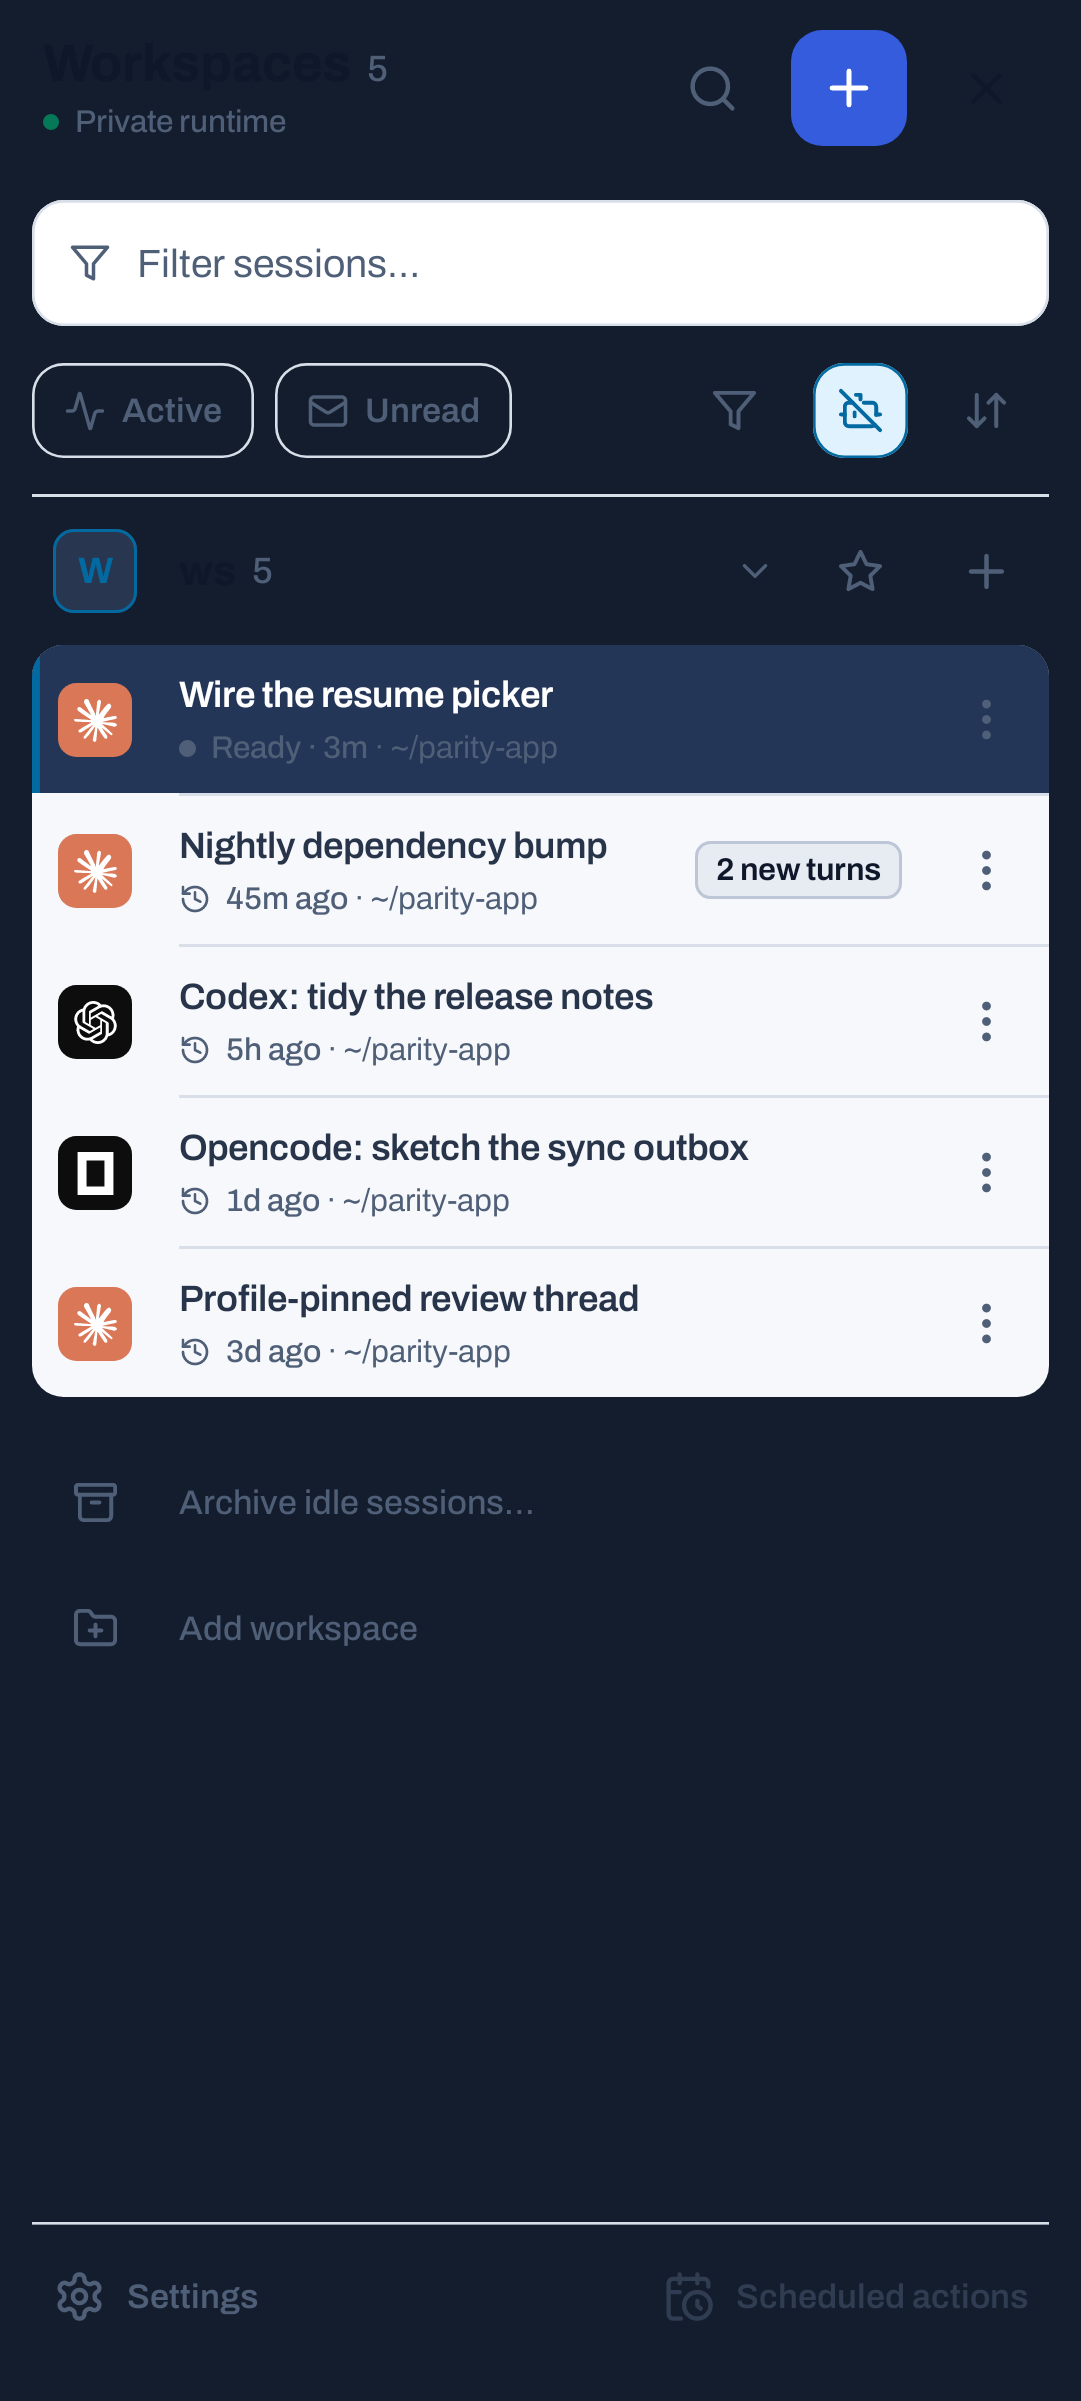 Workspaces 5
Private runtime
Filter sessions...
Active
Unread
W
ws 5
Wire the resume picker
Ready · 3m · ~/parity-app
Nightly dependency bump
2 new turns
45m ago · ~/parity-app
Codex: tidy the release notes
5h ago · ~/parity-app
Opencode: sketch the sync outbox
1d ago · ~/parity-app
Profile-pinned review thread
3d ago · ~/parity-app
Archive idle sessions...
Add workspace
Settings
Scheduled actions